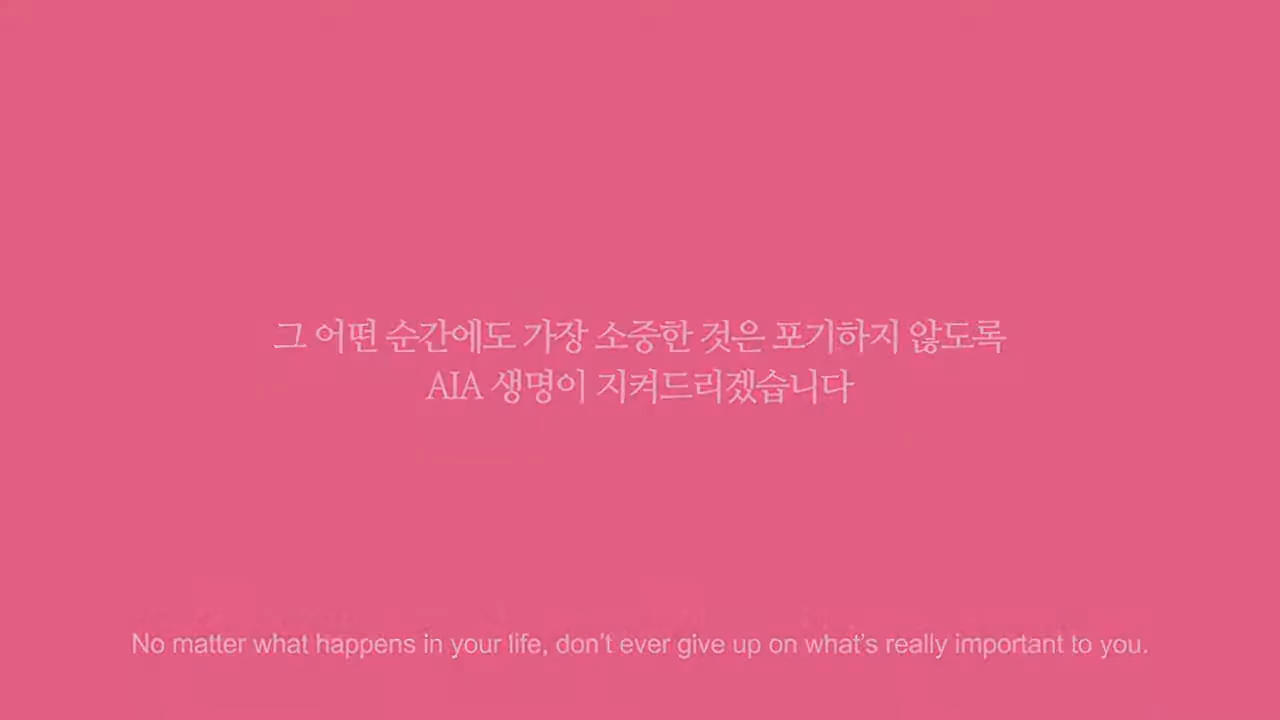 그 어떤 순간에도 가장 소중한 것은 포기하지 않도록
AIA 생명이 지켜드리겠습니다
No matter what happens in your life, don't ever give up on what's really important to you.